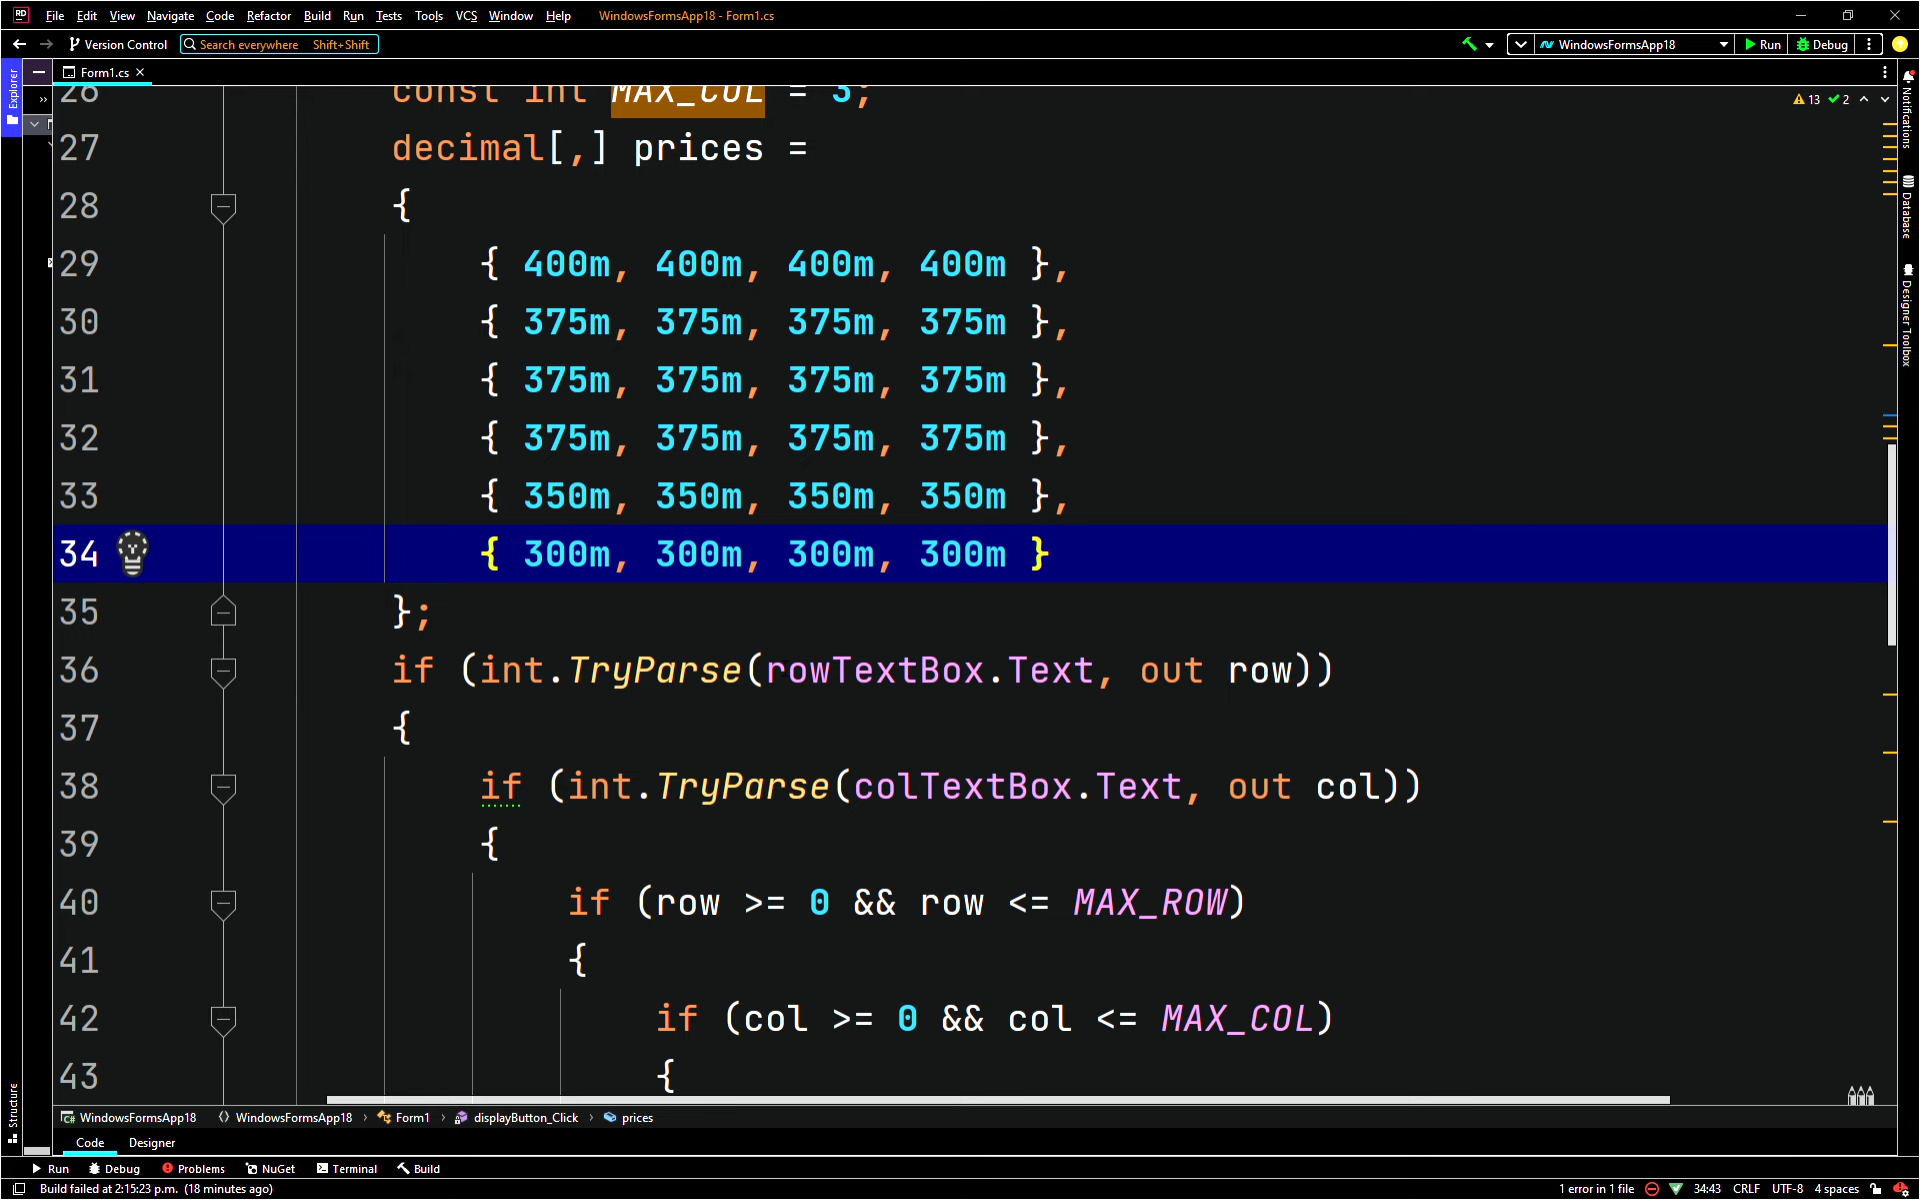 RD File Edit View Navigate Code Refactor Build Run Tests Tools VCS Window Help WindowsFormsApp18 - Form1.cs
Version Control Search everywhere Shift+Shift WindowsFormsApp18 Run Debug
Explorer
Form1.cs
26 const int MAX_COL = 3;
13 2
27 decimal[,] prices =
28 {
29 { 400m, 400m, 400m, 400m },
30 { 375m, 375m, 375m, 375m },
31 { 375m, 375m, 375m, 375m },
32 { 375m, 375m, 375m, 375m },
33 { 350m, 350m, 350m, 350m },
34 { 300m, 300m, 300m, 300m }
35 };
36 if (int.TryParse(rowTextBox.Text, out row))
37 {
38 if (int.TryParse(colTextBox.Text, out col))
39 {
40 if (row >= 0 && row <= MAX_ROW)
41 {
42 if (col >= 0 && col <= MAX_COL)
43 {
Notifications
Database
Designer Toolbox
Structure
C# WindowsFormsApp18 WindowsFormsApp18 › Form1 › displayButton_Click › prices
Code Designer
Run Debug Problems NuGet Terminal Build
Build failed at 2:15:23 p.m. (18 minutes ago) 1 error in 1 file 34:43 CRLF UTF-8 4 spaces